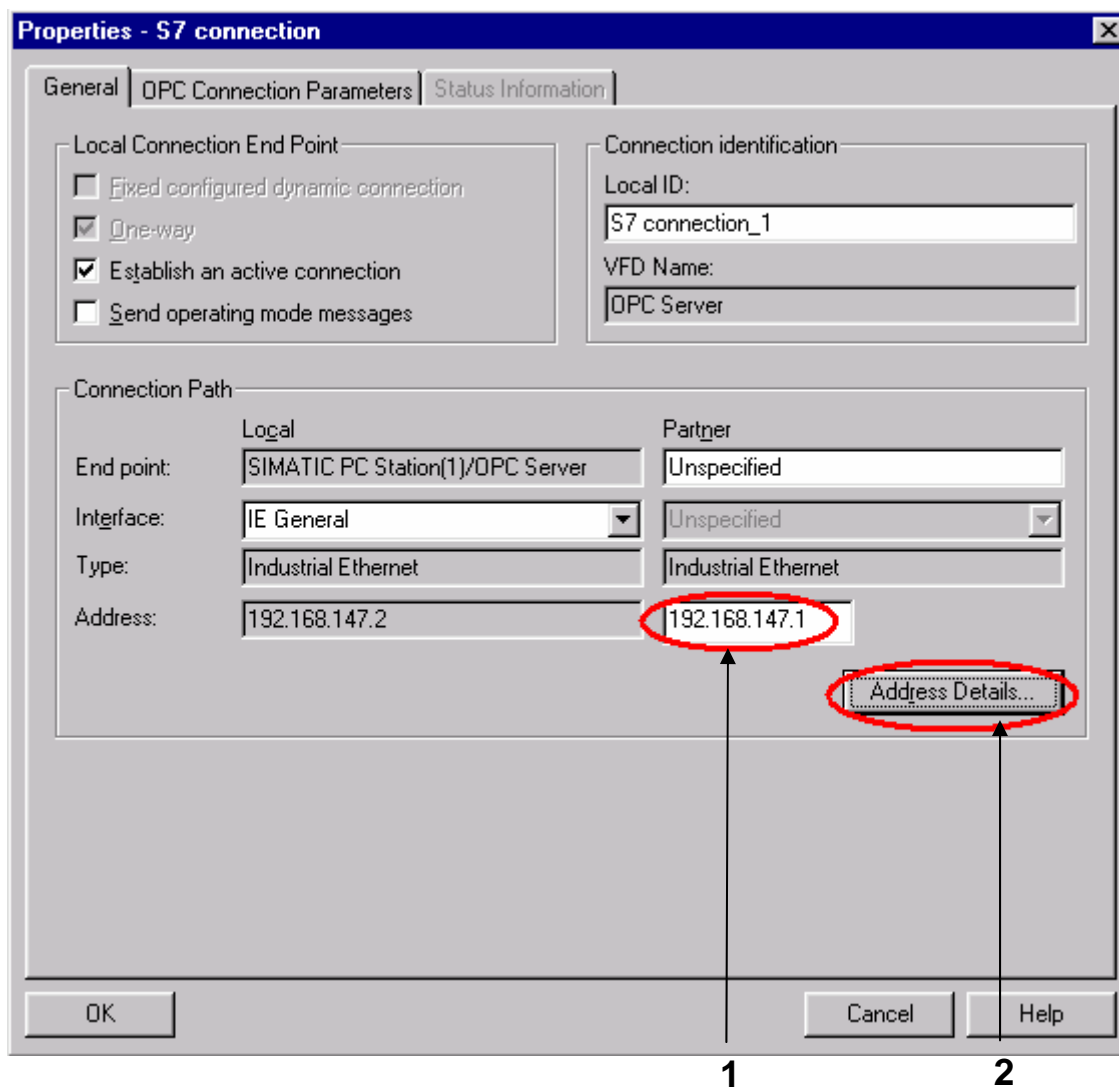 Properties - S7 connection
General
OPC Connection Parameters
Status Information
Local Connection End Point
Fixed configured dynamic connection
One-way
Establish an active connection
Send operating mode messages
Connection identification
Local ID:
S7 connection_1
VFD Name:
OPC Server
Connection Path
Local Partner
End point: SIMATIC PC Station(1)/OPC Server Unspecified
Interface: IE General Unspecified
Type: Industrial Ethernet Industrial Ethernet
Address: 192.168.147.2 192.168.147.1
Address Details...
OK Cancel Help
1 2